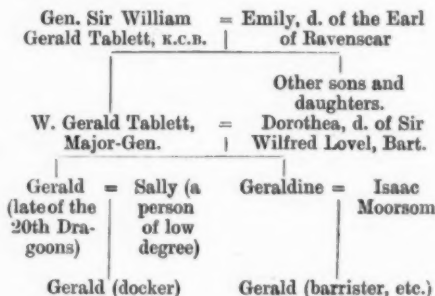 Gen. Sir William = Emily, d. of the Earl
Gerald Tablett, K.C.B. of Ravenscar
Other sons and
daughters.
W. Gerald Tablett, = Dorothea, d. of Sir
Major-Gen. Wilfred Lovel, Bart.
Gerald = Sally (a Geraldine = Isaac
(late of the person Moorsom
20th Dra- of low
goons) degree)
Gerald (docker) Gerald (barrister, etc.)